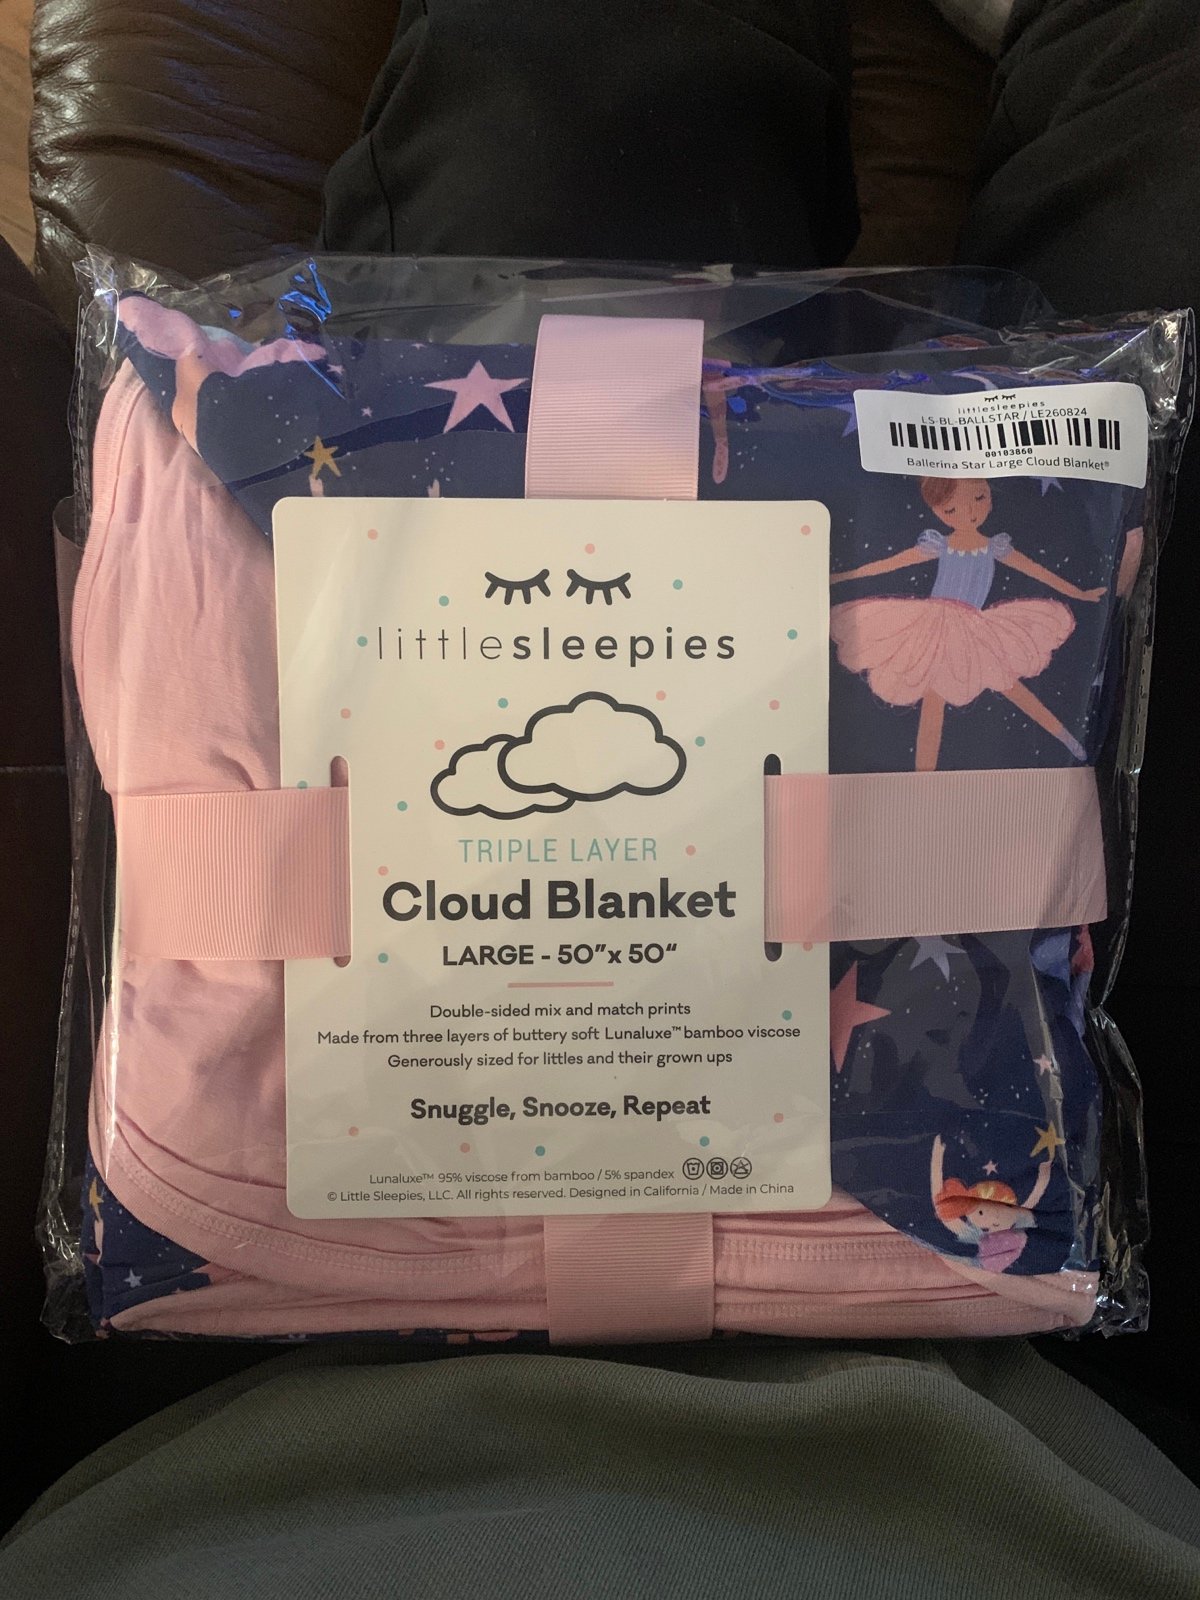 littlesleepies
LS-BL-BALLSTAR / LE260824
00103860
Ballerina Star Large Cloud Blanket®
littlesleepies
TRIPLE LAYER
Cloud Blanket
LARGE - 50”x 50“
Double-sided mix and match prints
Made from three layers of buttery soft Lunaluxe™ bamboo viscose
Generously sized for littles and their grown ups
Snuggle, Snooze, Repeat
Lunaluxe™ 95% viscose from bamboo / 5% spandex
© Little Sleepies, LLC. All rights reserved. Designed in California / Made in China